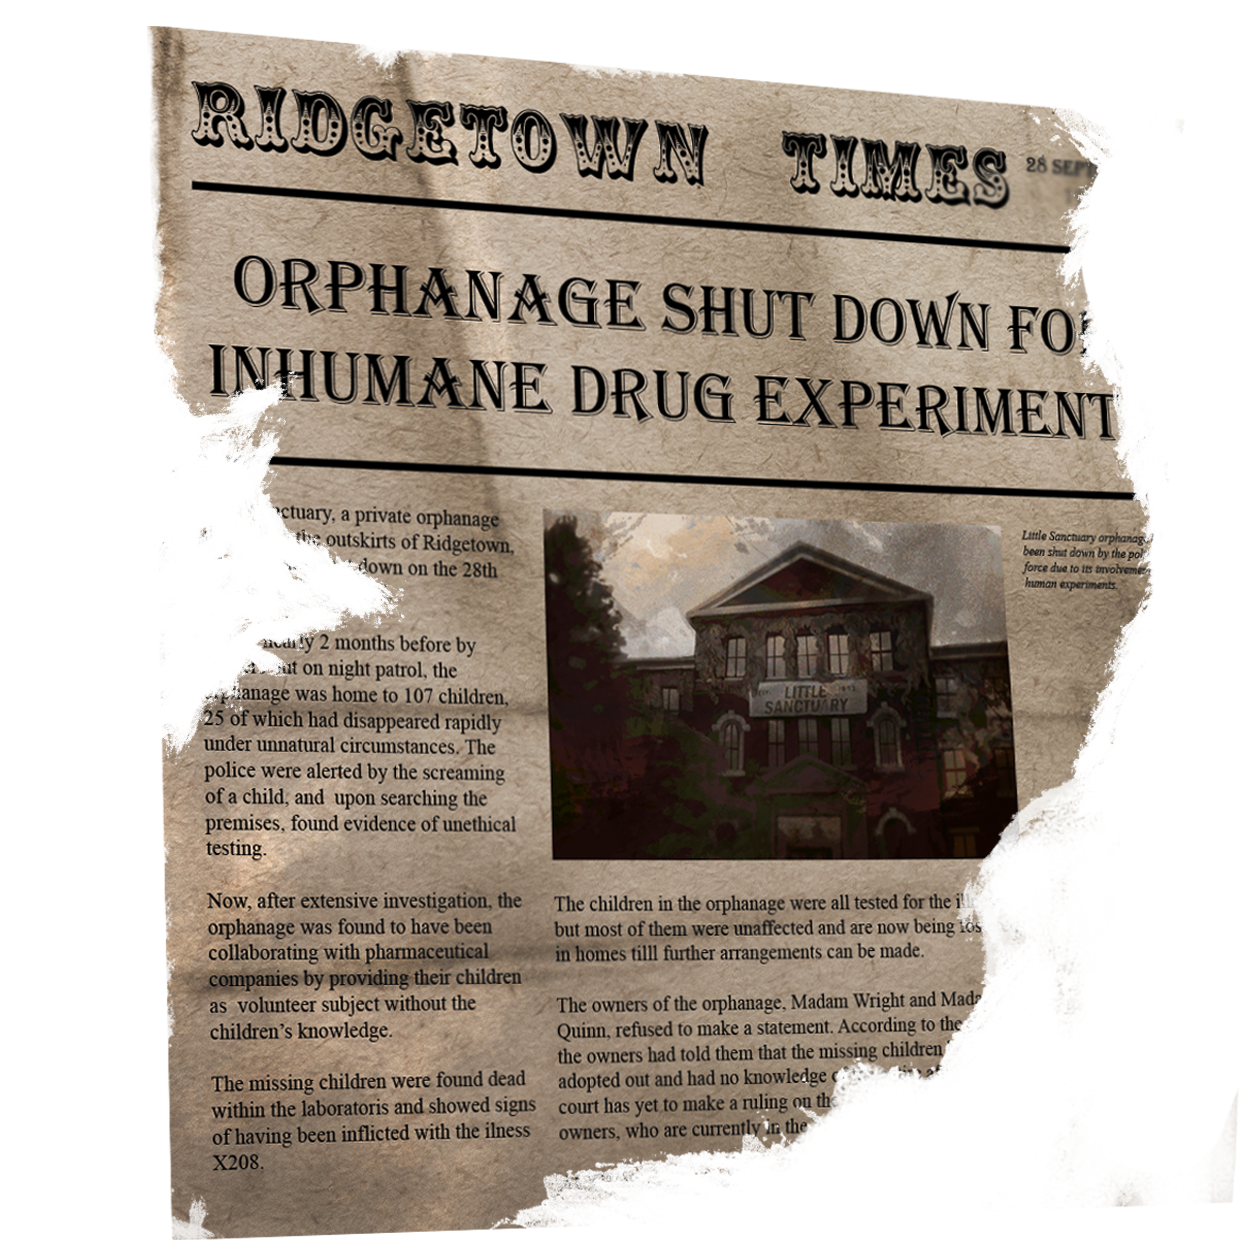 RIDGETOWN TIMES
28 SEPT
ORPHANAGE SHUT DOWN FOR
INHUMANE DRUG EXPERIMENT
Little Sanctuary orphanag
been shut down by the pol
force due to its involvemen
human experiments.
LITTLE
SANCTUARY
ctuary, a private orphanage
the outskirts of Ridgetown,
down on the 28th
nearly 2 months before by
out on night patrol, the
orphanage was home to 107 children,
25 of which had disappeared rapidly
under unnatural circumstances. The
police were alerted by the screaming
of a child, and upon searching the
premises, found evidence of unethical
testing.
Now, after extensive investigation, the
orphanage was found to have been
collaborating with pharmaceutical
companies by providing their children
as volunteer subject without the
children's knowledge.
The missing children were found dead
within the laboratoris and showed signs
of having been inflicted with the ilness
X208.
The children in the orphanage were all tested for the
but most of them were unaffected and are now being fos
in homes tilll further arrangements can be made.
The owners of the orphanage, Madam Wright and Mada
Quinn, refused to make a statement. According to the
the owners had told them that the missing children
adopted out and had no knowledge
court has yet to make a ruling on the
owners, who are currently in the